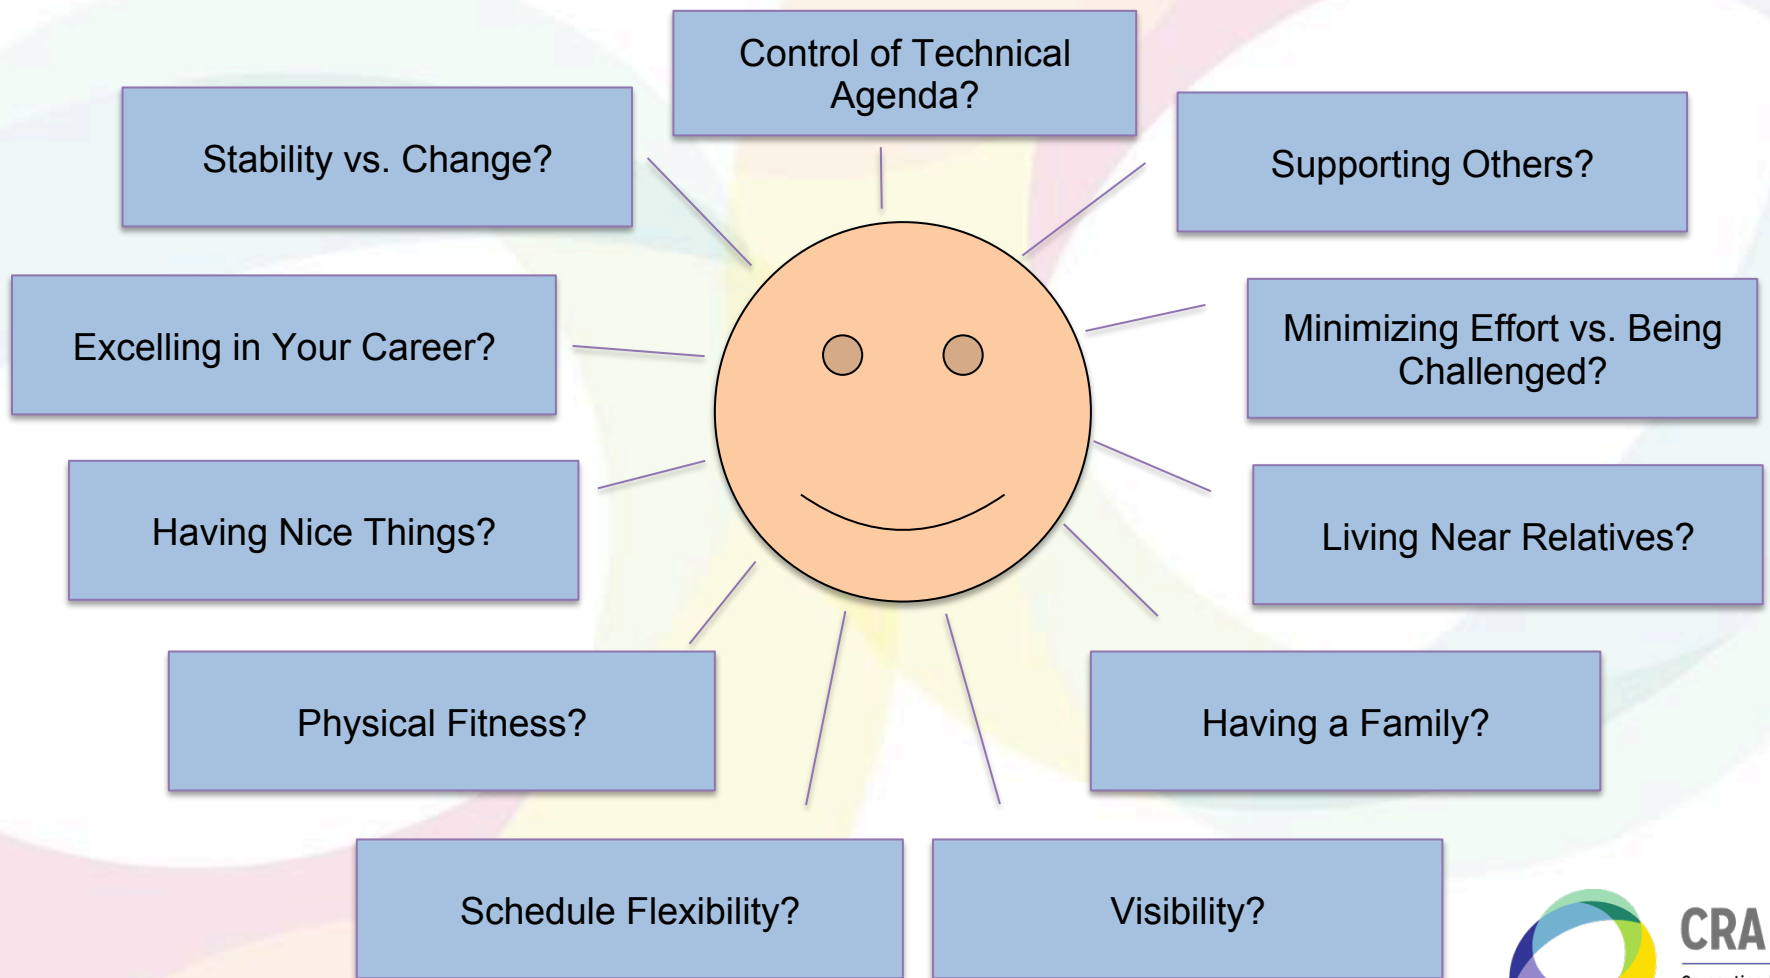 Control of Technical
Agenda?
Stability vs. Change?
Supporting Others?
Excelling in Your Career?
Minimizing Effort vs. Being
Challenged?
Having Nice Things?
Living Near Relatives?
Physical Fitness?
Having a Family?
Schedule Flexibility?
Visibility?
CRA